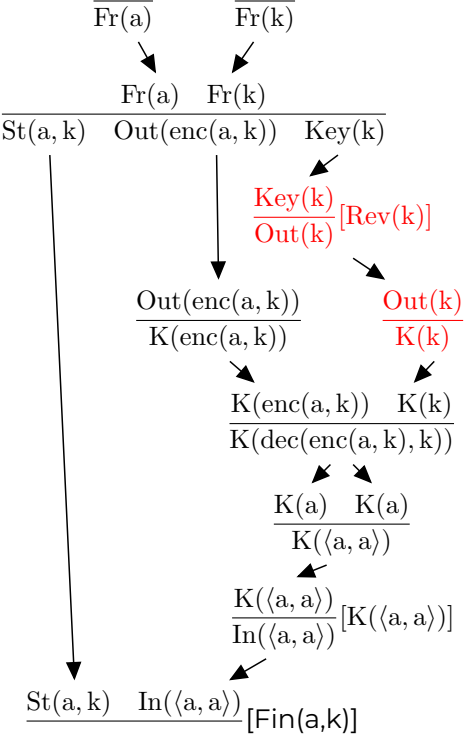 Fr(a) Fr(k)
Fr(a) Fr(k)
St(a, k) Out(enc(a, k)) Key(k)
Key(k)
[Rev(k)]
Out(k)
Out(enc(a, k)) Out(k)
K(enc(a, k)) K(k)
K(enc(a, k)) K(k)
K(dec(enc(a, k), k))
K(a) K(a)
K(⟨a, a⟩)
K(⟨a, a⟩)
[K(⟨a, a⟩)]
In(⟨a, a⟩)
St(a, k) In(⟨a, a⟩)
[Fin(a,k)]